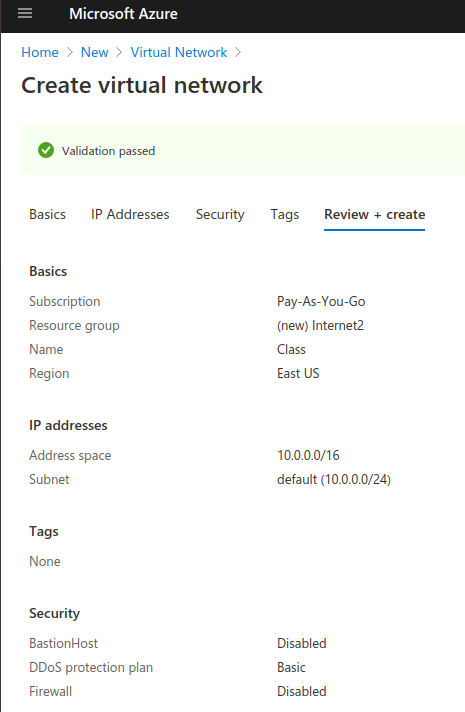 Microsoft Azure
Home > New > Virtual Network >
Create virtual network
Validation passed
Basics IP Addresses Security Tags Review + create
Basics
Subscription Pay-As-You-Go
Resource group (new) Internet2
Name Class
Region East US
IP addresses
Address space 10.0.0.0/16
Subnet default (10.0.0.0/24)
Tags
None
Security
BastionHost Disabled
DDoS protection plan Basic
Firewall Disabled